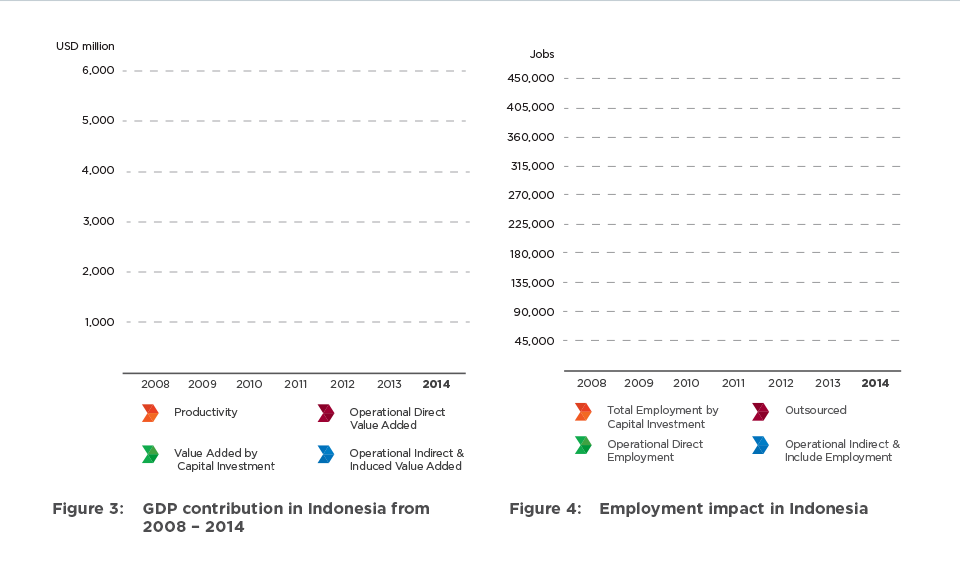 USD million
6,000
5,000
4,000
3,000
2,000
1,000
2008 2009 2010 2011 2012 2013 2014
Productivity
Operational Direct
Value Added
Value Added by
Capital Investment
Operational Indirect &
Induced Value Added
Figure 3: GDP contribution in Indonesia from
2008 – 2014
Jobs
450,000
405,000
360,000
315,000
270,000
225,000
180,000
135,000
90,000
45,000
2008 2009 2010 2011 2012 2013 2014
Total Employment by
Capital Investment
Outsourced
Operational Direct
Employment
Operational Indirect &
Include Employment
Figure 4: Employment impact in Indonesia